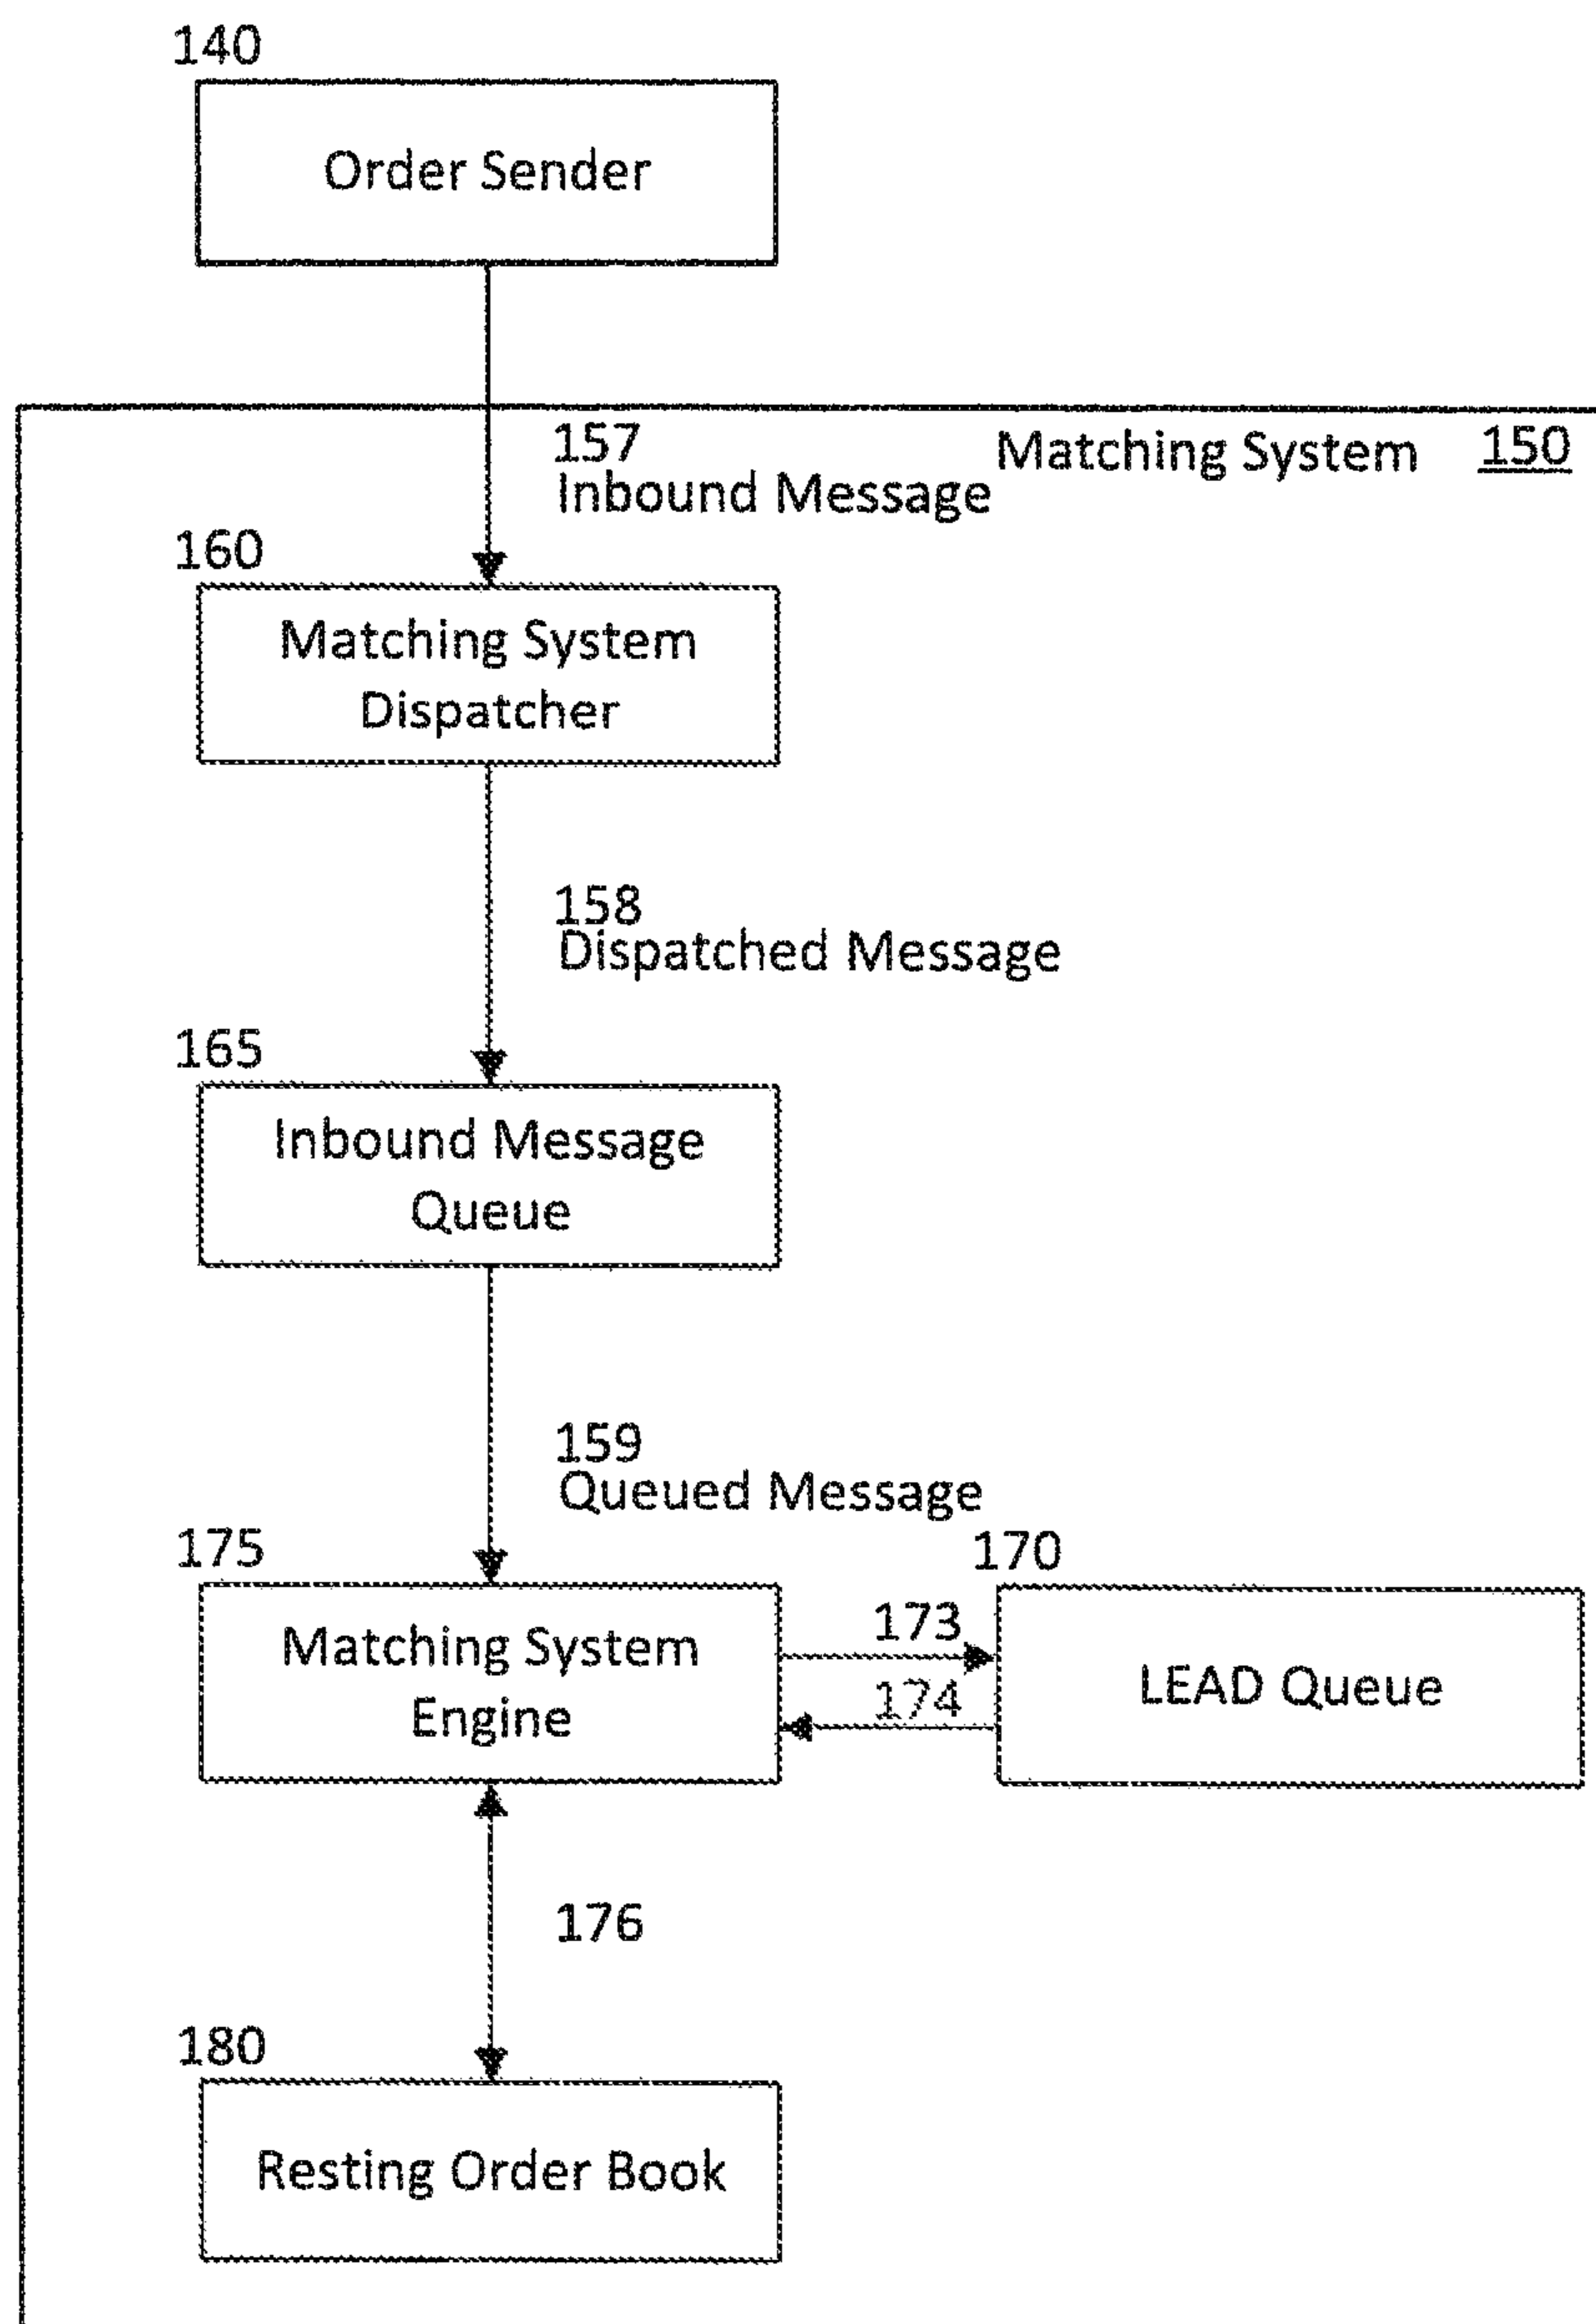 140
Order Sender
157
Inbound Message
Matching System 150
160
Matching System
Dispatcher
158
Dispatched Message
165
Inbound Message
Queue
159
Queued Message
175
Matching System
Engine
173
174
170
LEAD Queue
176
180
Resting Order Book